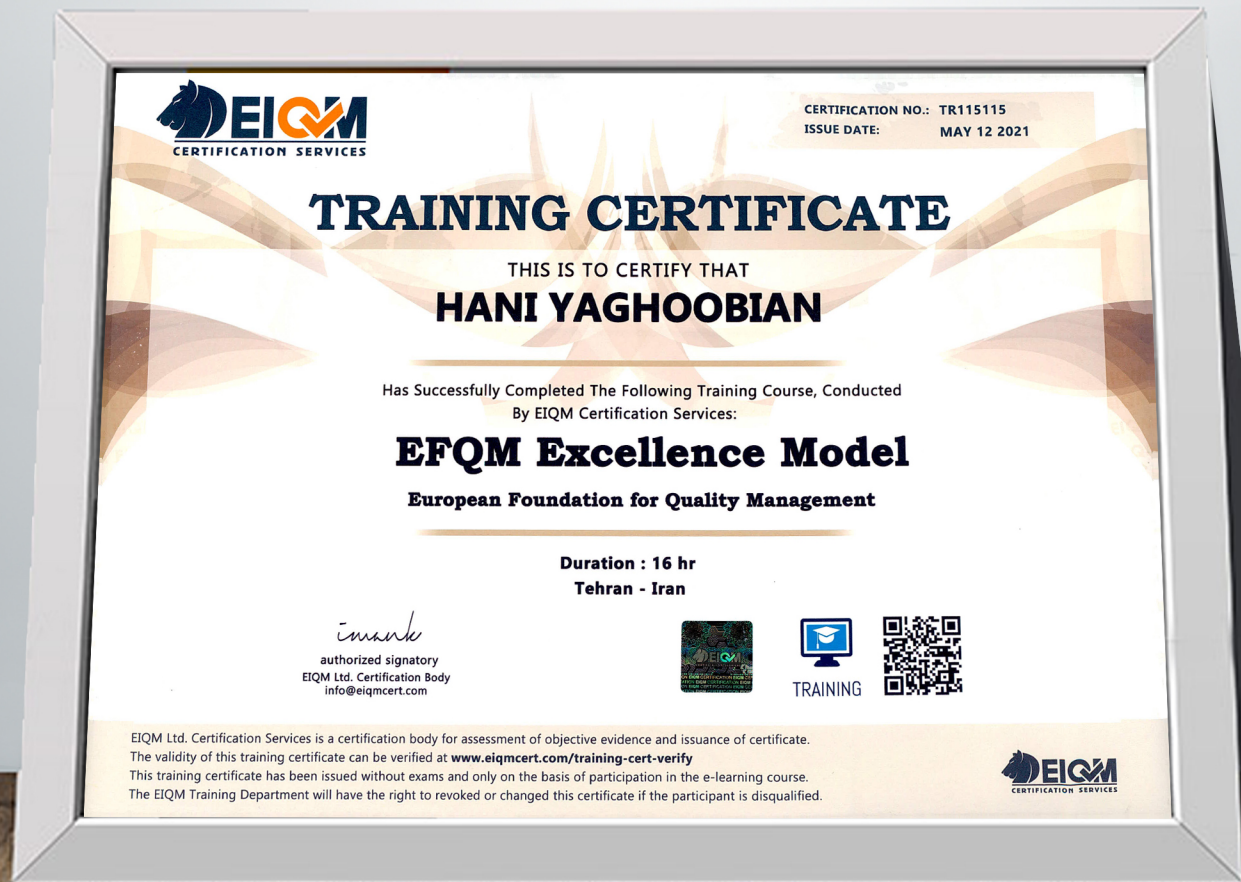 EIQM
CERTIFICATION SERVICES
CERTIFICATION NO.: TR115115
ISSUE DATE: MAY 12 2021
TRAINING CERTIFICATE
THIS IS TO CERTIFY THAT
HANI YAGHOOBIAN
Has Successfully Completed The Following Training Course, Conducted
By EIQM Certification Services:
EFQM Excellence Model
European Foundation for Quality Management
Duration : 16 hr
Tehran - Iran
imank
authorized signatory
EIQM Ltd. Certification Body
info@eiqmcert.com
EIQM
TRAINING
EIQM Ltd. Certification Services is a certification body for assessment of objective evidence and issuance of certificate.
The validity of this training certificate can be verified at www.eiqmcert.com/training-cert-verify
This training certificate has been issued without exams and only on the basis of participation in the e-learning course.
The EIQM Training Department will have the right to revoked or changed this certificate if the participant is disqualified.
EIQM
CERTIFICATION SERVICES